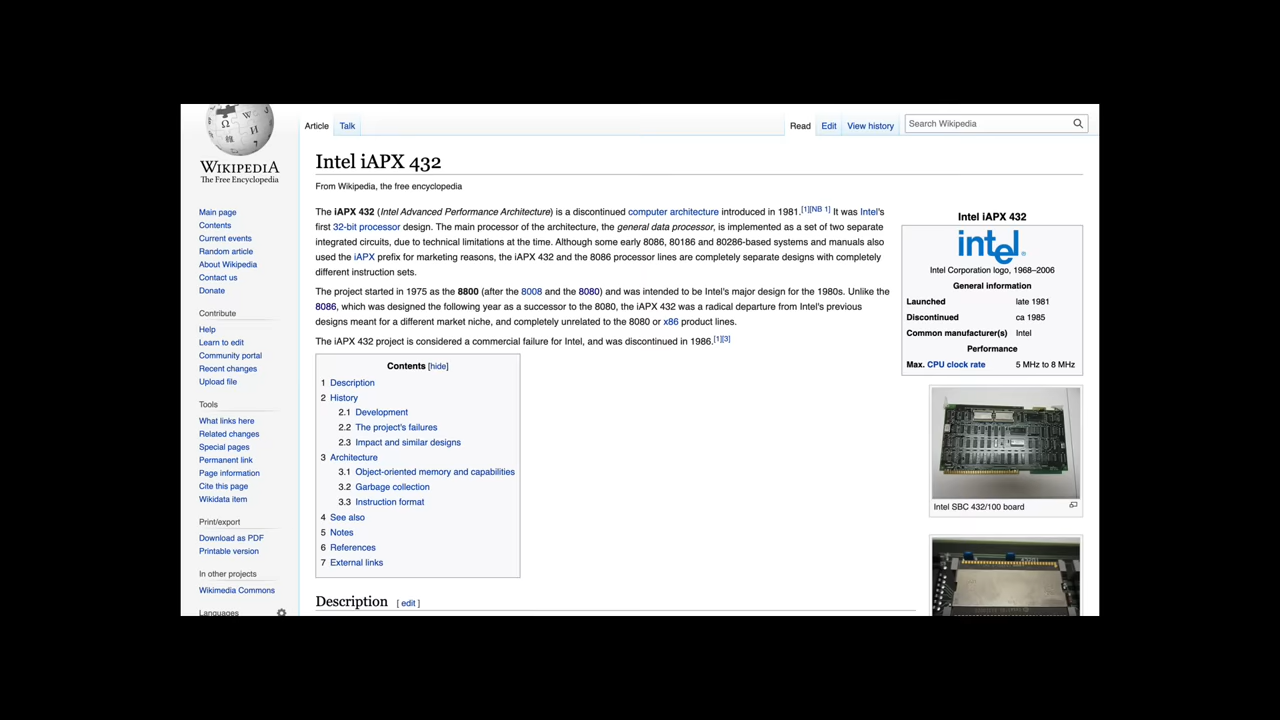 WIKIPEDIA
The Free Encyclopedia
Main page
Contents
Current events
Random article
About Wikipedia
Contact us
Donate
Contribute
Help
Learn to edit
Community portal
Recent changes
Upload file
Tools
What links here
Related changes
Special pages
Permanent link
Page information
Cite this page
Wikidata item
Print/export
Download as PDF
Printable version
In other projects
Wikimedia Commons
Languages
Article Talk Read Edit View history Search Wikipedia
Intel iAPX 432
From Wikipedia, the free encyclopedia
The iAPX 432 (Intel Advanced Performance Architecture) is a discontinued computer architecture introduced in 1981.[1][NB 1] It was Intel's
first 32-bit processor design. The main processor of the architecture, the general data processor, is implemented as a set of two separate
integrated circuits, due to technical limitations at the time. Although some early 8086, 80186 and 80286-based systems and manuals also
used the iAPX prefix for marketing reasons, the iAPX 432 and the 8086 processor lines are completely separate designs with completely
different instruction sets.
The project started in 1975 as the 8800 (after the 8008 and the 8080) and was intended to be Intel's major design for the 1980s. Unlike the
8086, which was designed the following year as a successor to the 8080, the iAPX 432 was a radical departure from Intel's previous
designs meant for a different market niche, and completely unrelated to the 8080 or x86 product lines.
The iAPX 432 project is considered a commercial failure for Intel, and was discontinued in 1986.[1][3]
Contents [hide]
1 Description
2 History
2.1 Development
2.2 The project's failures
2.3 Impact and similar designs
3 Architecture
3.1 Object-oriented memory and capabilities
3.2 Garbage collection
3.3 Instruction format
4 See also
5 Notes
6 References
7 External links
Description [ edit ]
Intel iAPX 432
intel®
Intel Corporation logo, 1968–2006
General information
Launched late 1981
Discontinued ca 1985
Common manufacturer(s) Intel
Performance
Max. CPU clock rate 5 MHz to 8 MHz
Intel SBC 432/100 board